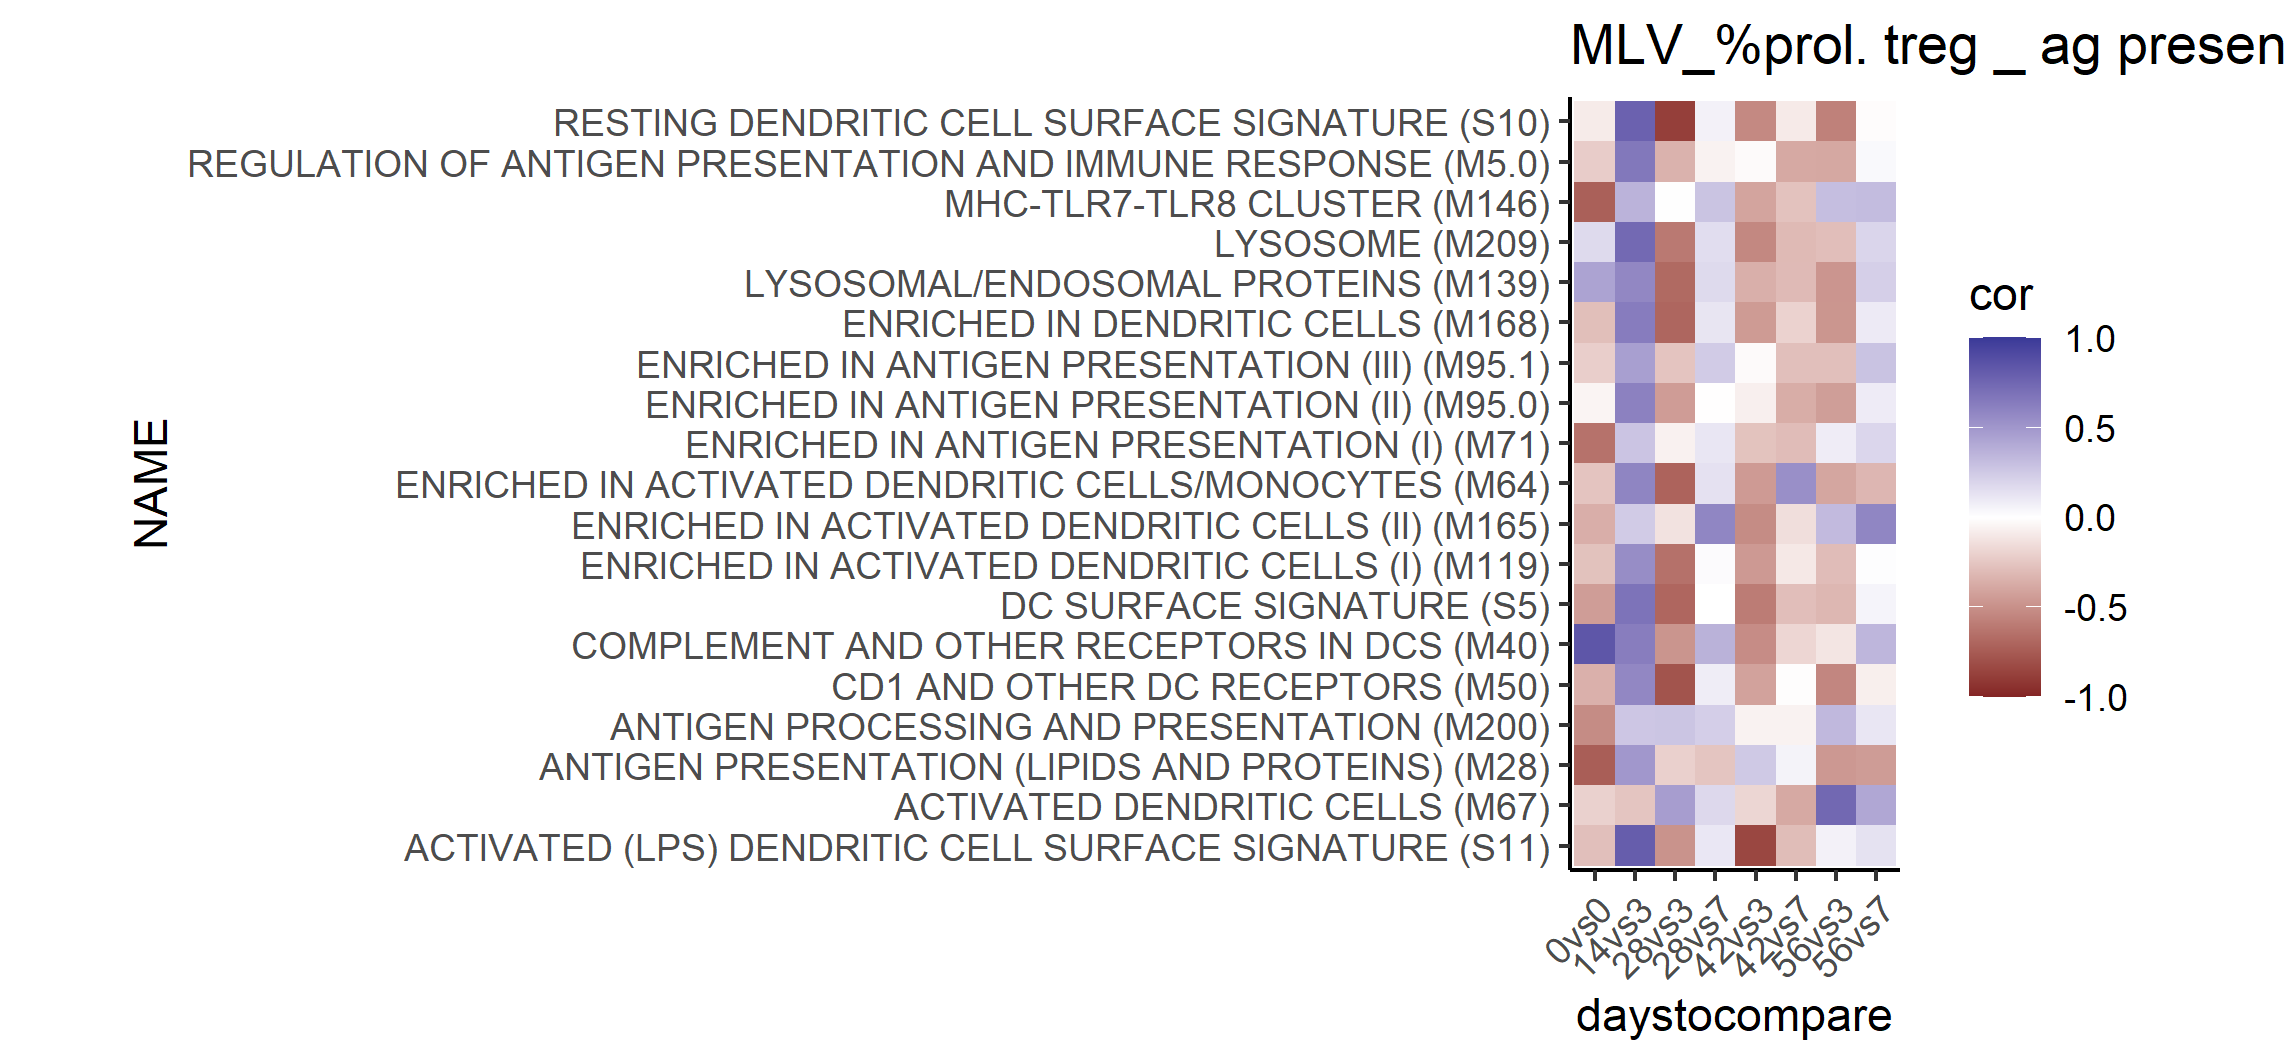 MLV_%prol. treg _ ag presen
NAME
RESTING DENDRITIC CELL SURFACE SIGNATURE (S10)
REGULATION OF ANTIGEN PRESENTATION AND IMMUNE RESPONSE (M5.0)
MHC-TLR7-TLR8 CLUSTER (M146)
LYSOSOME (M209)
LYSOSOMAL/ENDOSOMAL PROTEINS (M139)
ENRICHED IN DENDRITIC CELLS (M168)
ENRICHED IN ANTIGEN PRESENTATION (III) (M95.1)
ENRICHED IN ANTIGEN PRESENTATION (II) (M95.0)
ENRICHED IN ANTIGEN PRESENTATION (I) (M71)
ENRICHED IN ACTIVATED DENDRITIC CELLS/MONOCYTES (M64)
ENRICHED IN ACTIVATED DENDRITIC CELLS (II) (M165)
ENRICHED IN ACTIVATED DENDRITIC CELLS (I) (M119)
DC SURFACE SIGNATURE (S5)
COMPLEMENT AND OTHER RECEPTORS IN DCS (M40)
CD1 AND OTHER DC RECEPTORS (M50)
ANTIGEN PROCESSING AND PRESENTATION (M200)
ANTIGEN PRESENTATION (LIPIDS AND PROTEINS) (M28)
ACTIVATED DENDRITIC CELLS (M67)
ACTIVATED (LPS) DENDRITIC CELL SURFACE SIGNATURE (S11)
0vs0
14vs3
28vs3
28vs7
42vs3
42vs7
56vs3
56vs7
daystocompare
cor
1.0
0.5
0.0
-0.5
-1.0